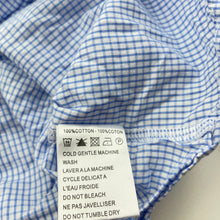 100%COTTON - 100%COTON
COLD GENTLE MACHINE
WASH
LAVER A LA MACHINE
CYCLE DELICAT A
L'EAU FROIDE
DO NOT BLEACH
NE PAS JAVELLISER
DO NOT TUMBLE DRY